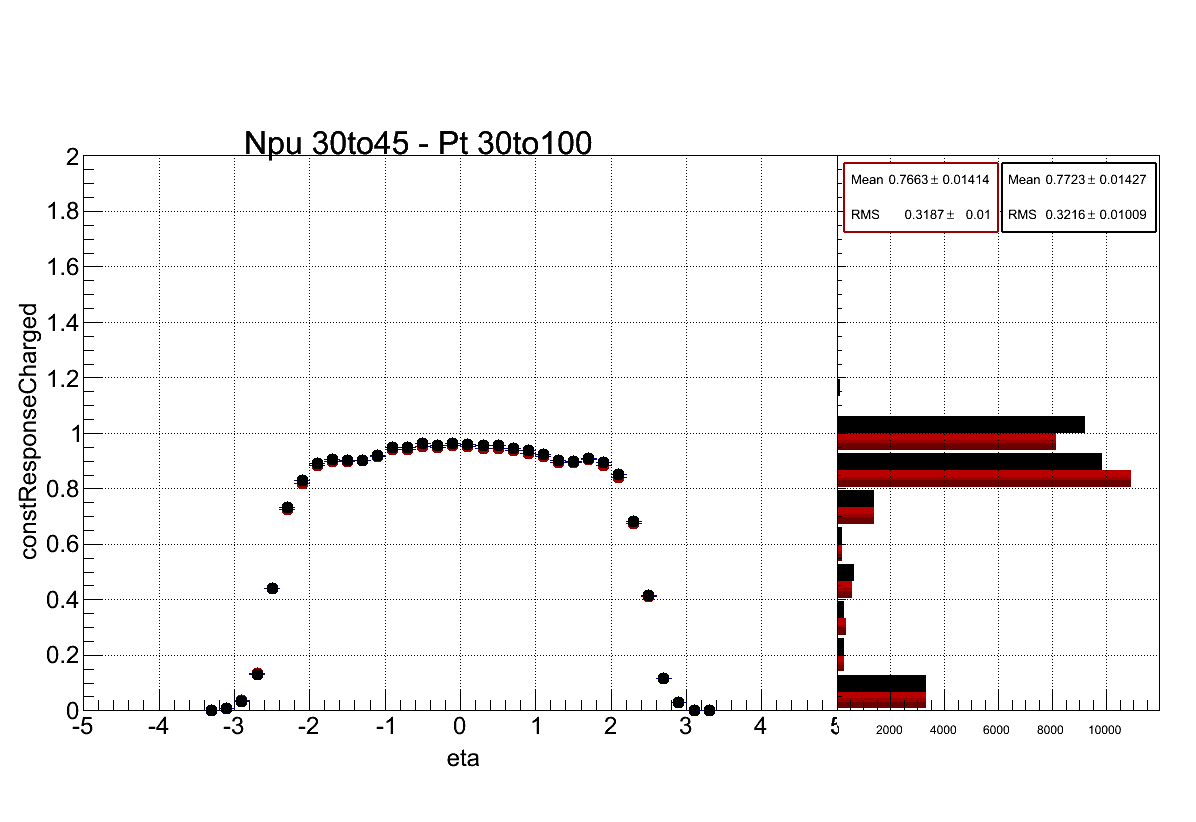 Npu 30to45 - Pt 30to100
Mean 0.7663 ± 0.01414
RMS 0.3187 ± 0.01
Mean 0.7723 ± 0.01427
RMS 0.3216 ± 0.01009
constResponseCharged
2
1.8
1.6
1.4
1.2
1
0.8
0.6
0.4
0.2
0
-5 -4 -3 -2 -1 0 1 2 3 4
2000 4000 6000 8000 10000
eta